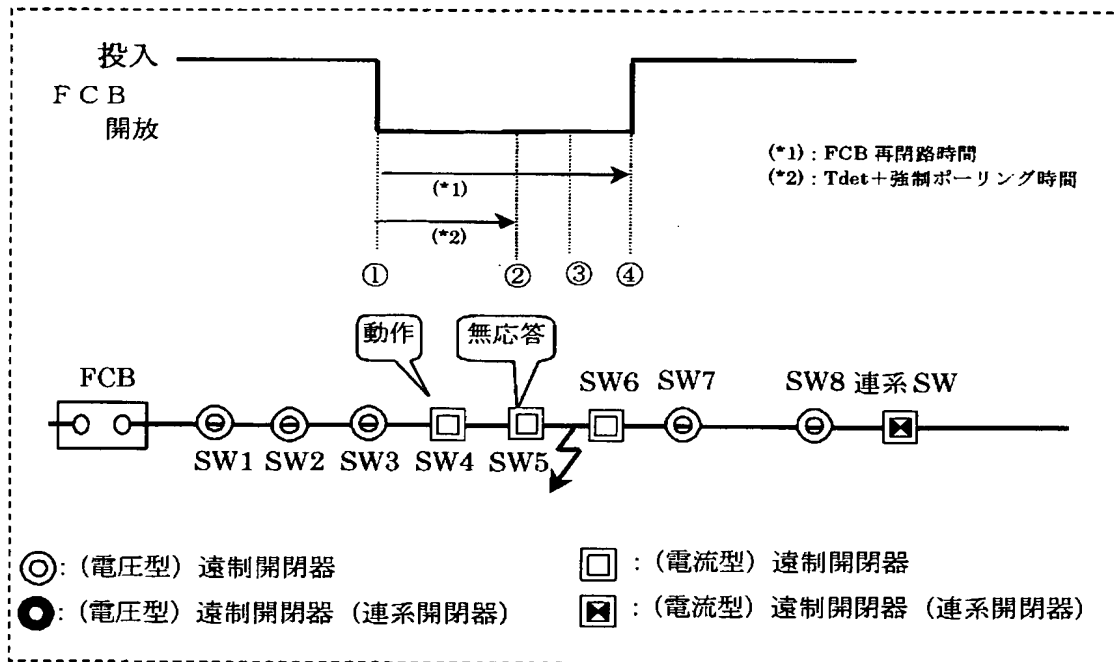 投入
ＦＣＢ
開放
(*1)
(*2)
(*1) : FCB 再閉路時間
(*2) : Tdet＋強制ポーリング時間
① ② ③ ④
動作
無応答
FCB
SW6 SW7 SW8 連系 SW
SW1 SW2 SW3 SW4 SW5
：（電圧型）遠制開閉器
：（電流型）遠制開閉器
：（電圧型）遠制開閉器（連系開閉器）
：（電流型）遠制開閉器（連系開閉器）